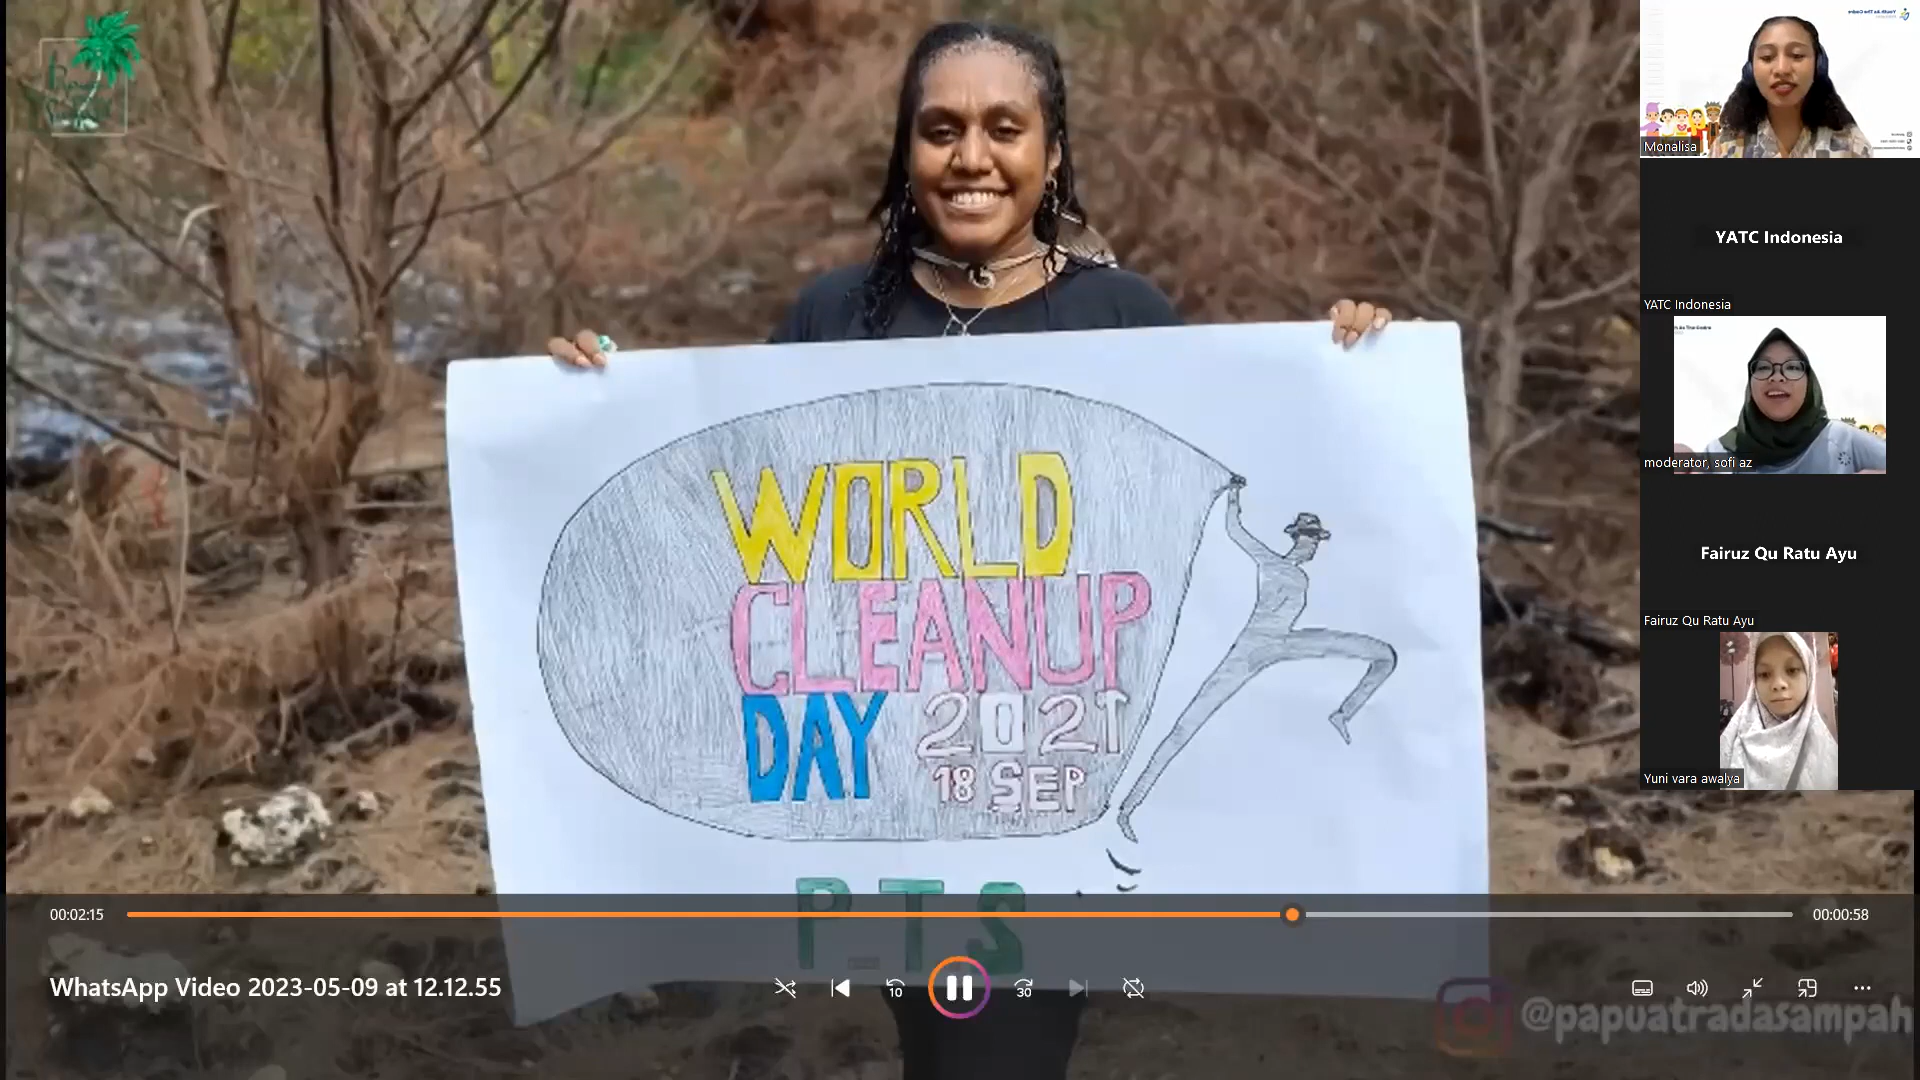 WORLD
CLEANUP
DAY 2021
18 SEP
P.T.S
00:02:15
00:00:58
WhatsApp Video 2023-05-09 at 12.12.55
10
30
@papuatradasampah
Monalisa
YATC Indonesia
YATC Indonesia
moderator, sofi az
Fairuz Qu Ratu Ayu
Fairuz Qu Ratu Ayu
Yuni vara awalya